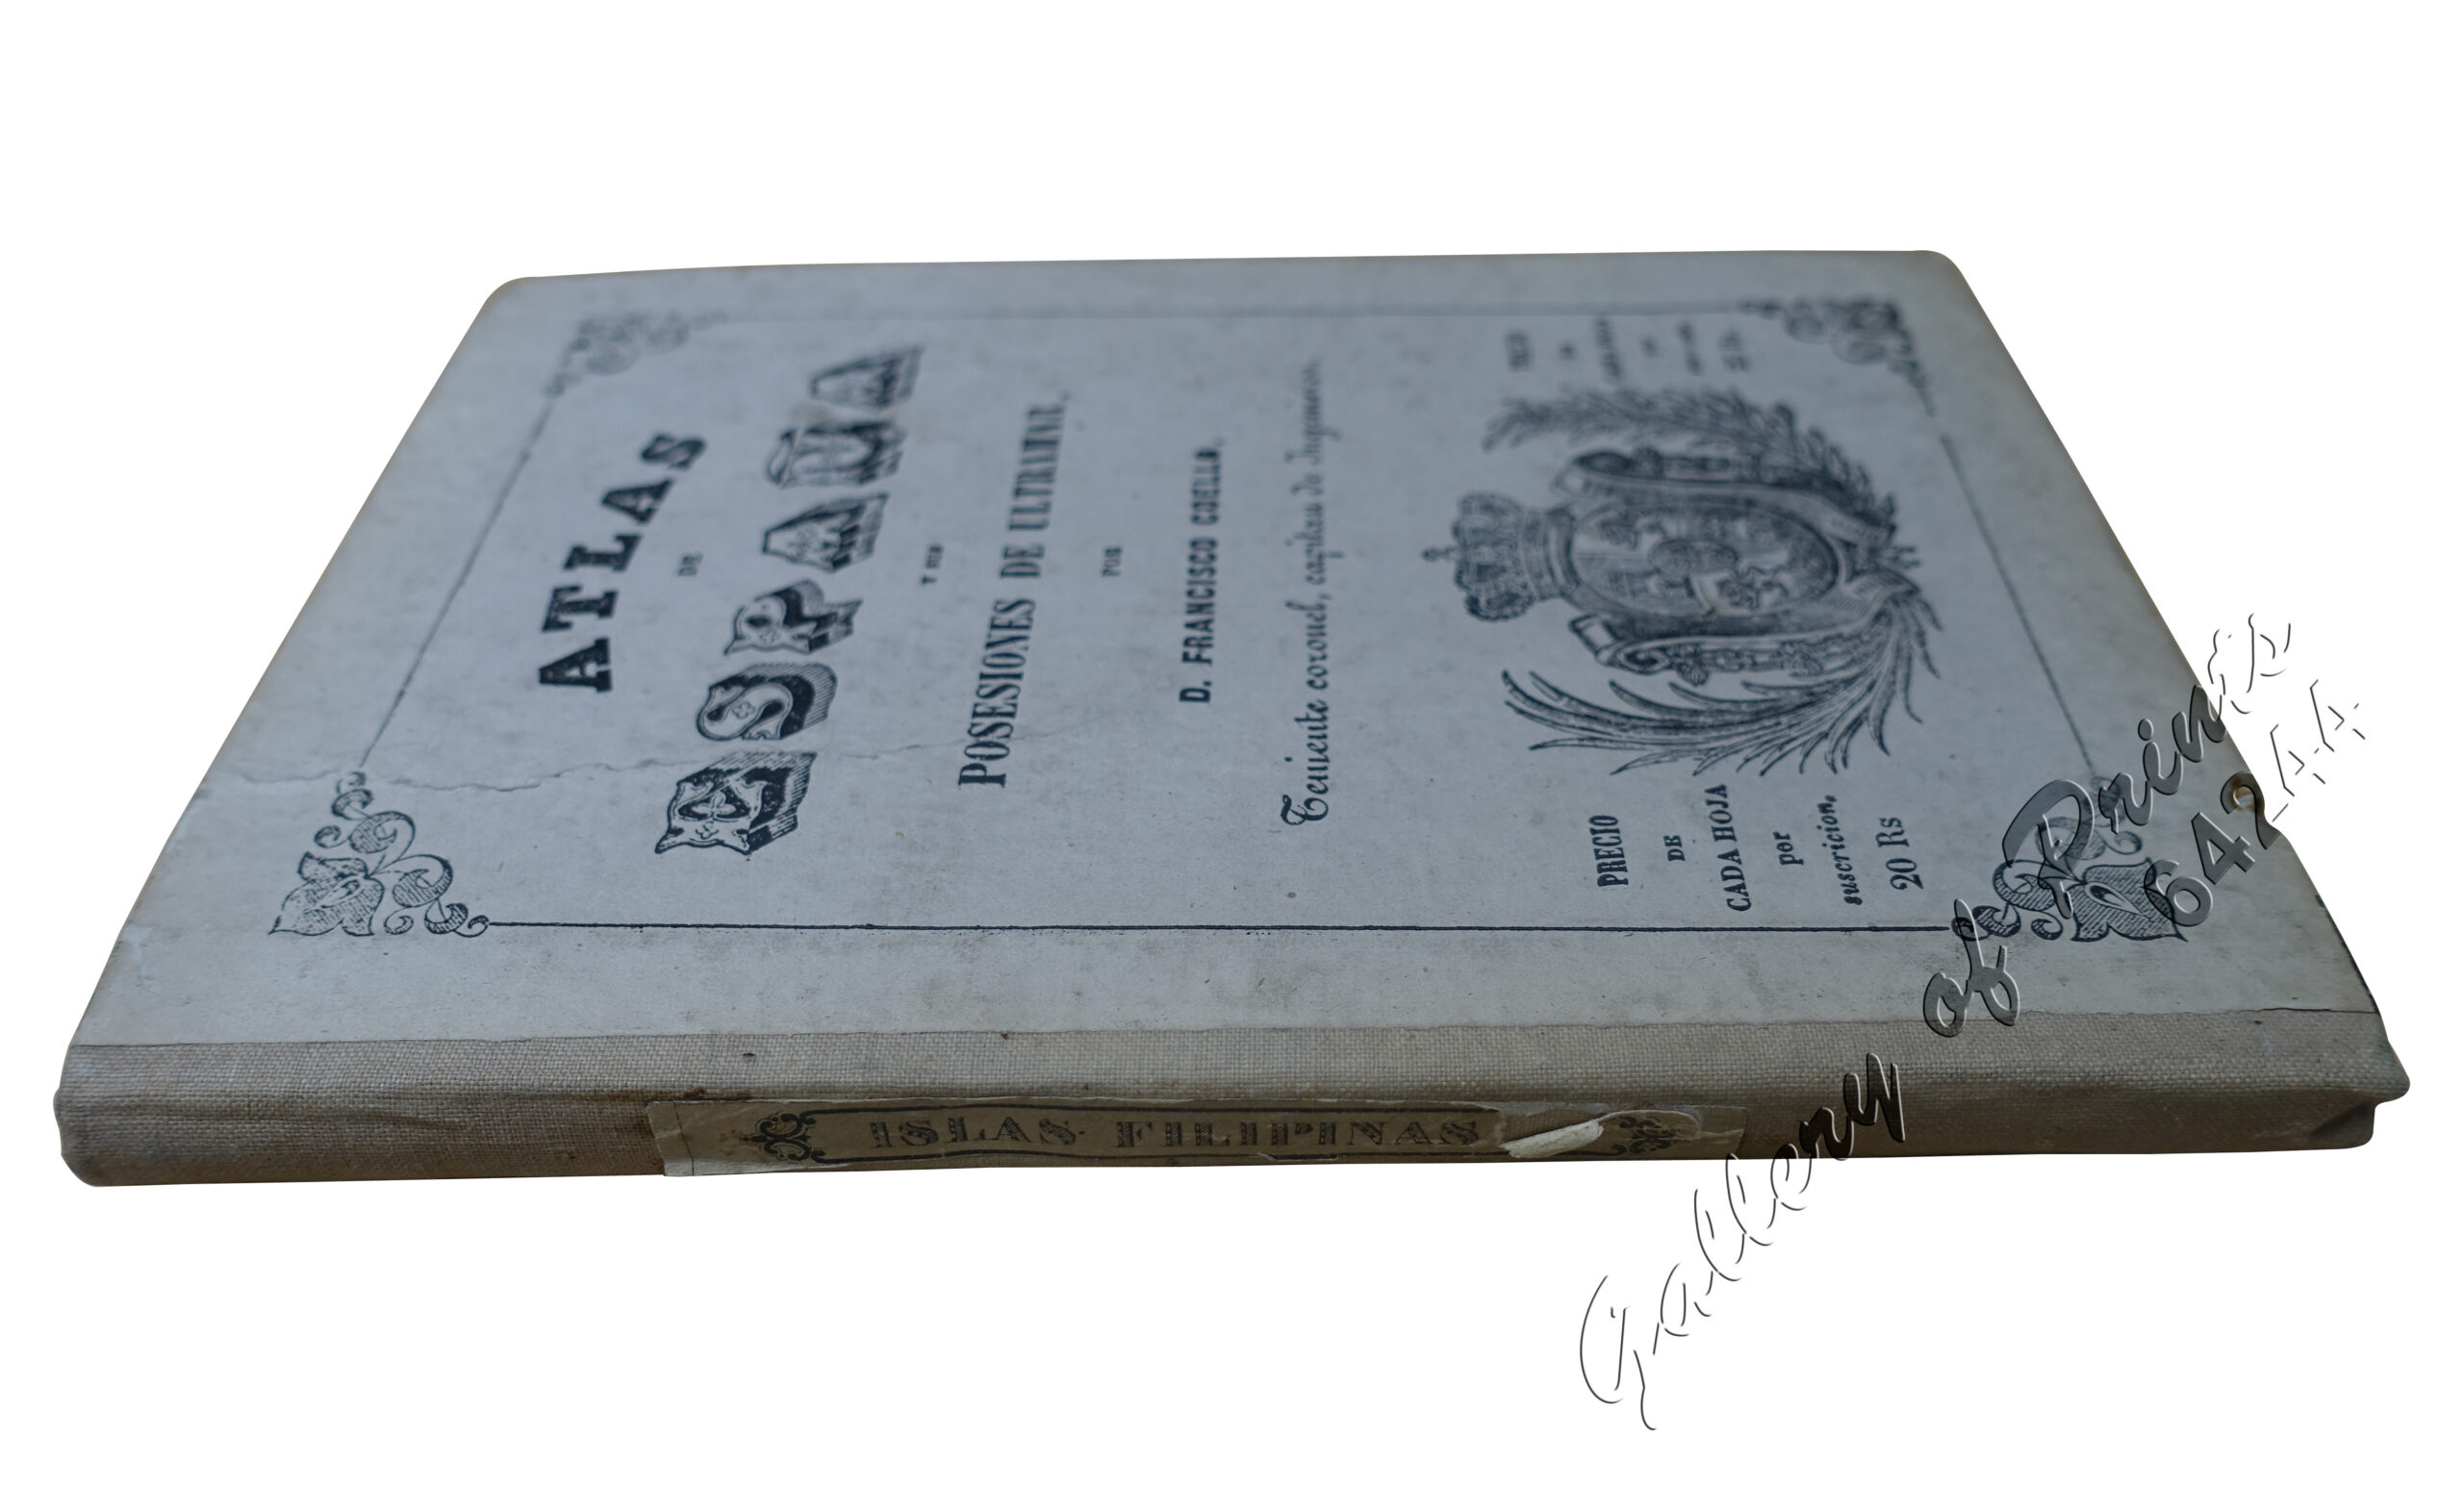 ATLAS
DE
ESPAÑA
Y SUS
POSESIONES DE ULTRAMAR,
POR
D. FRANCISCO COELLO,
Teniente coronel, capitan de Ingenieros
PRECIO
DE
CADA HOJA
por
suscricion,
20 Rs
ISLAS FILIPINAS
Gallery of Prints
64244